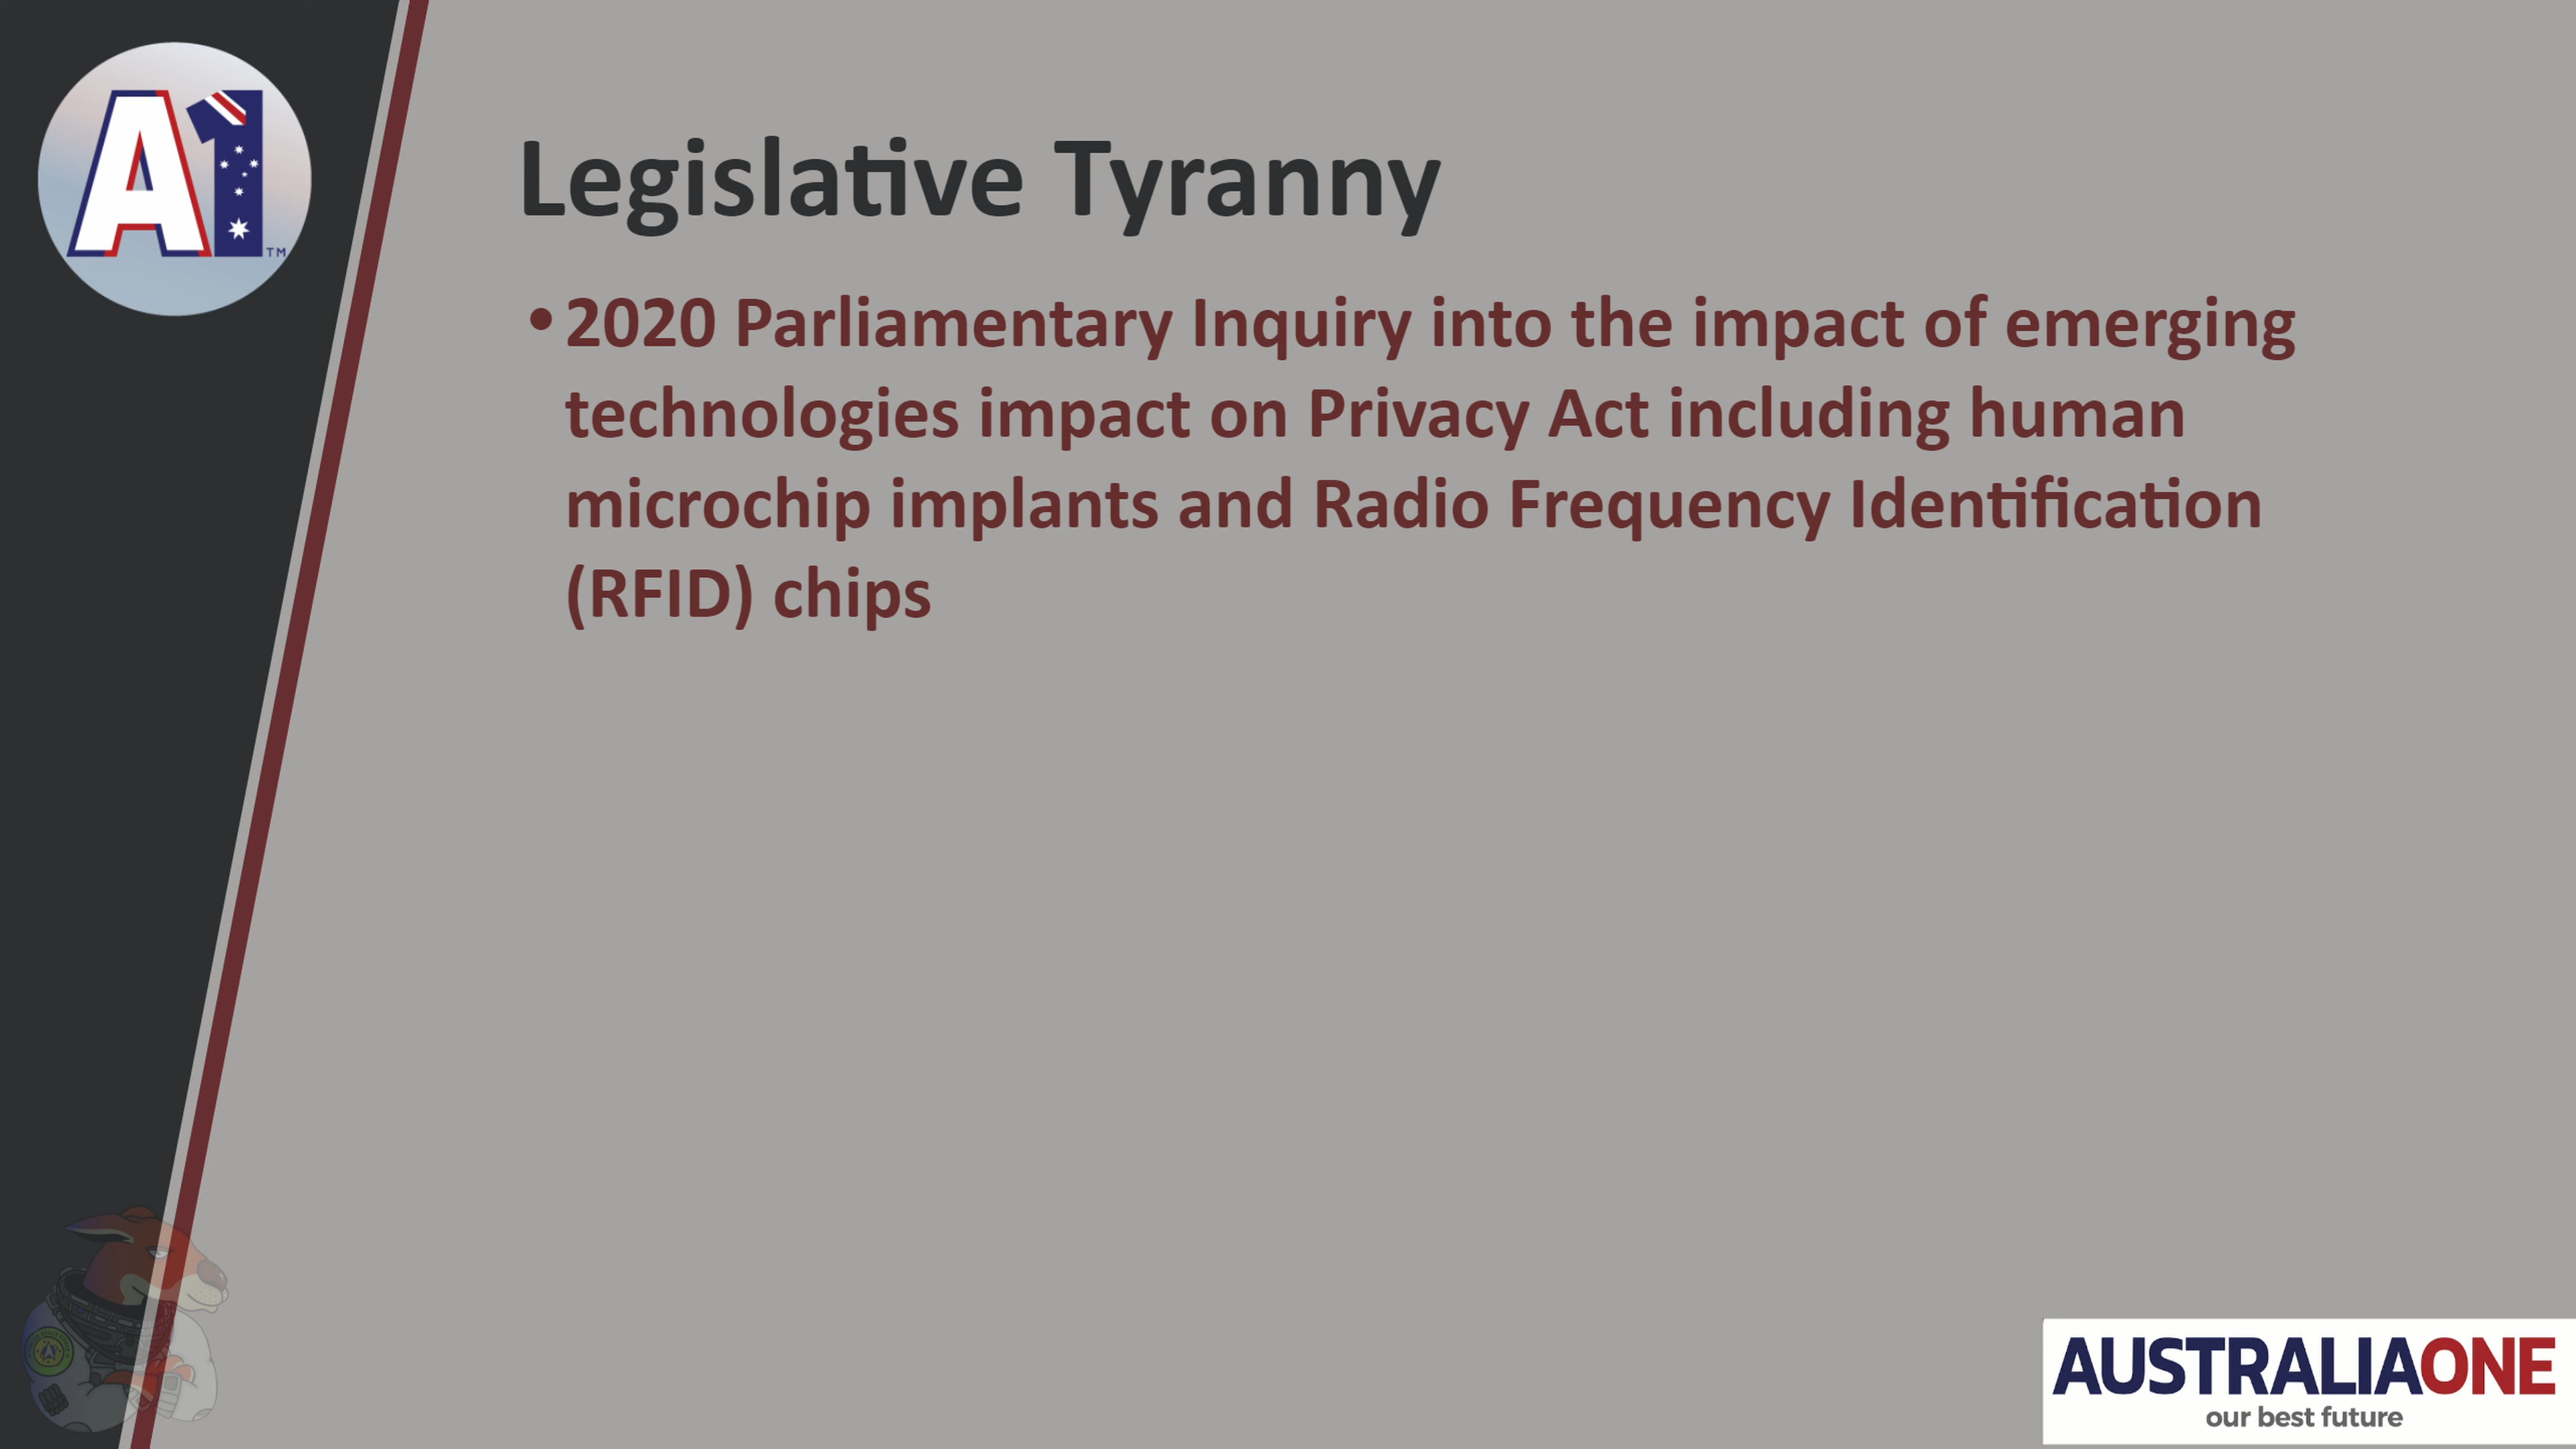 A1
TM
Legislative Tyranny
• 2020 Parliamentary Inquiry into the impact of emerging
technologies impact on Privacy Act including human
microchip implants and Radio Frequency Identification
(RFID) chips
AUSTRALIAONE
our best future